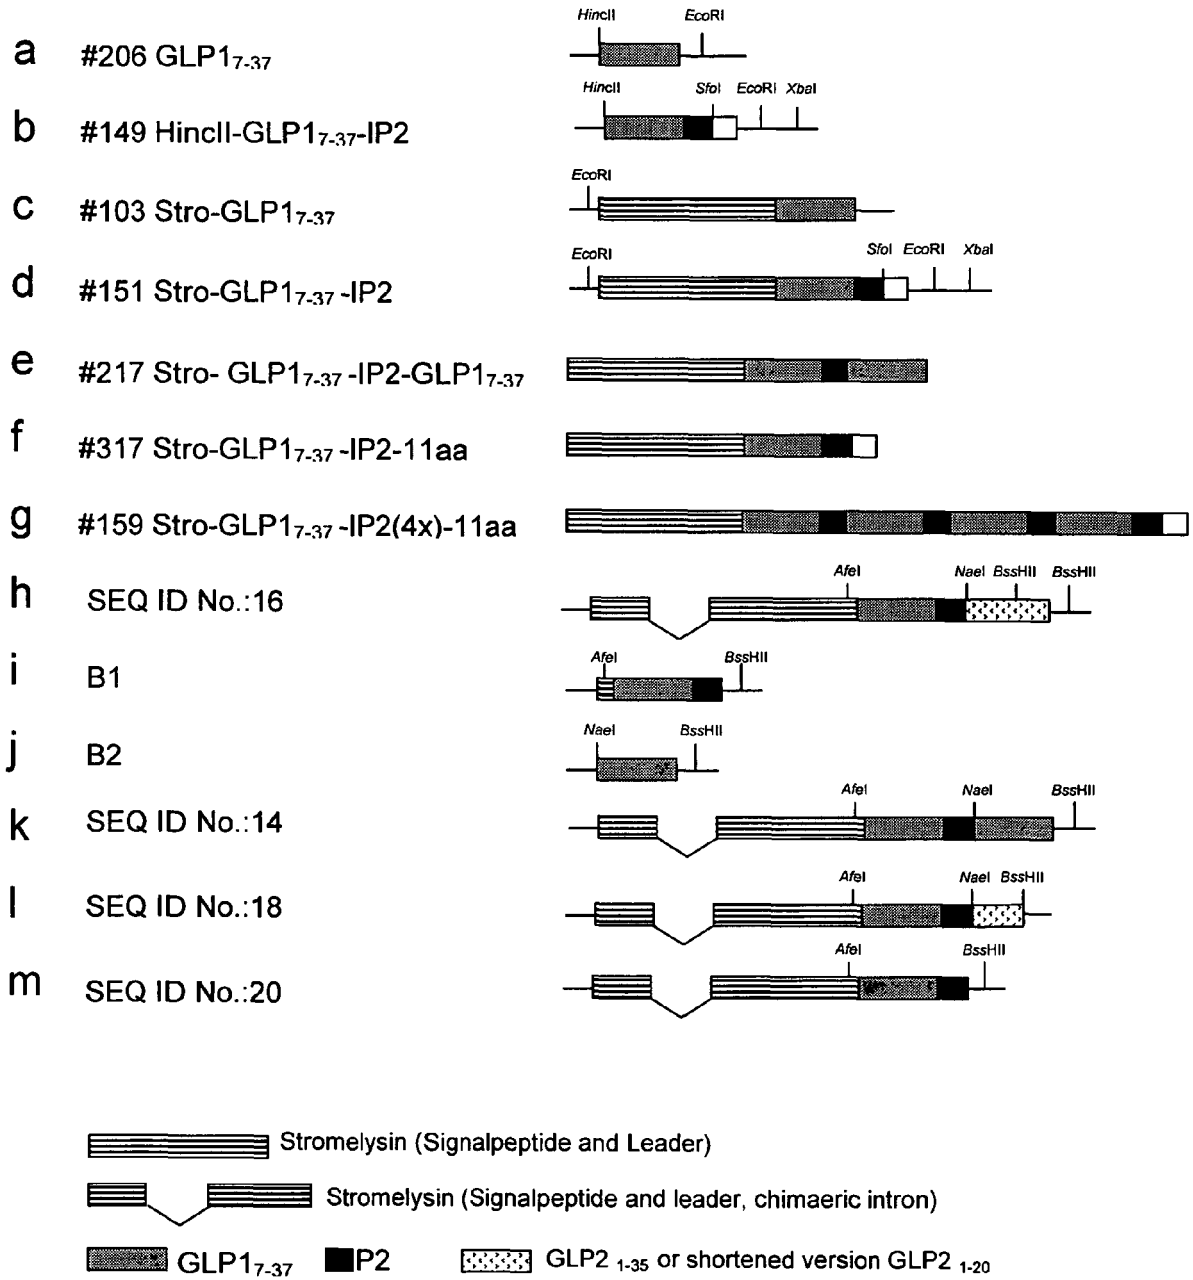 HincII EcoRI
a #206 GLP1₇₋₃₇
HincII SfoI EcoRI XbaI
b #149 HincII-GLP1₇₋₃₇-IP2
EcoRI
c #103 Stro-GLP1₇₋₃₇
EcoRI SfoI EcoRI XbaI
d #151 Stro-GLP1₇₋₃₇ -IP2
e #217 Stro- GLP1₇₋₃₇ -IP2-GLP1₇₋₃₇
f #317 Stro-GLP1₇₋₃₇ -IP2-11aa
g #159 Stro-GLP1₇₋₃₇ -IP2(4x)-11aa
AfeI NaeI BssHII BssHII
h SEQ ID No.:16
AfeI BssHII
i B1
NaeI BssHII
j B2
AfeI NaeI BssHII
k SEQ ID No.:14
AfeI NaeI BssHII
l SEQ ID No.:18
AfeI BssHII
m SEQ ID No.:20
Stromelysin (Signalpeptide and Leader)
Stromelysin (Signalpeptide and leader, chimaeric intron)
GLP1₇₋₃₇ P2 GLP2 ₁₋₃₅ or shortened version GLP2 ₁₋₂₀